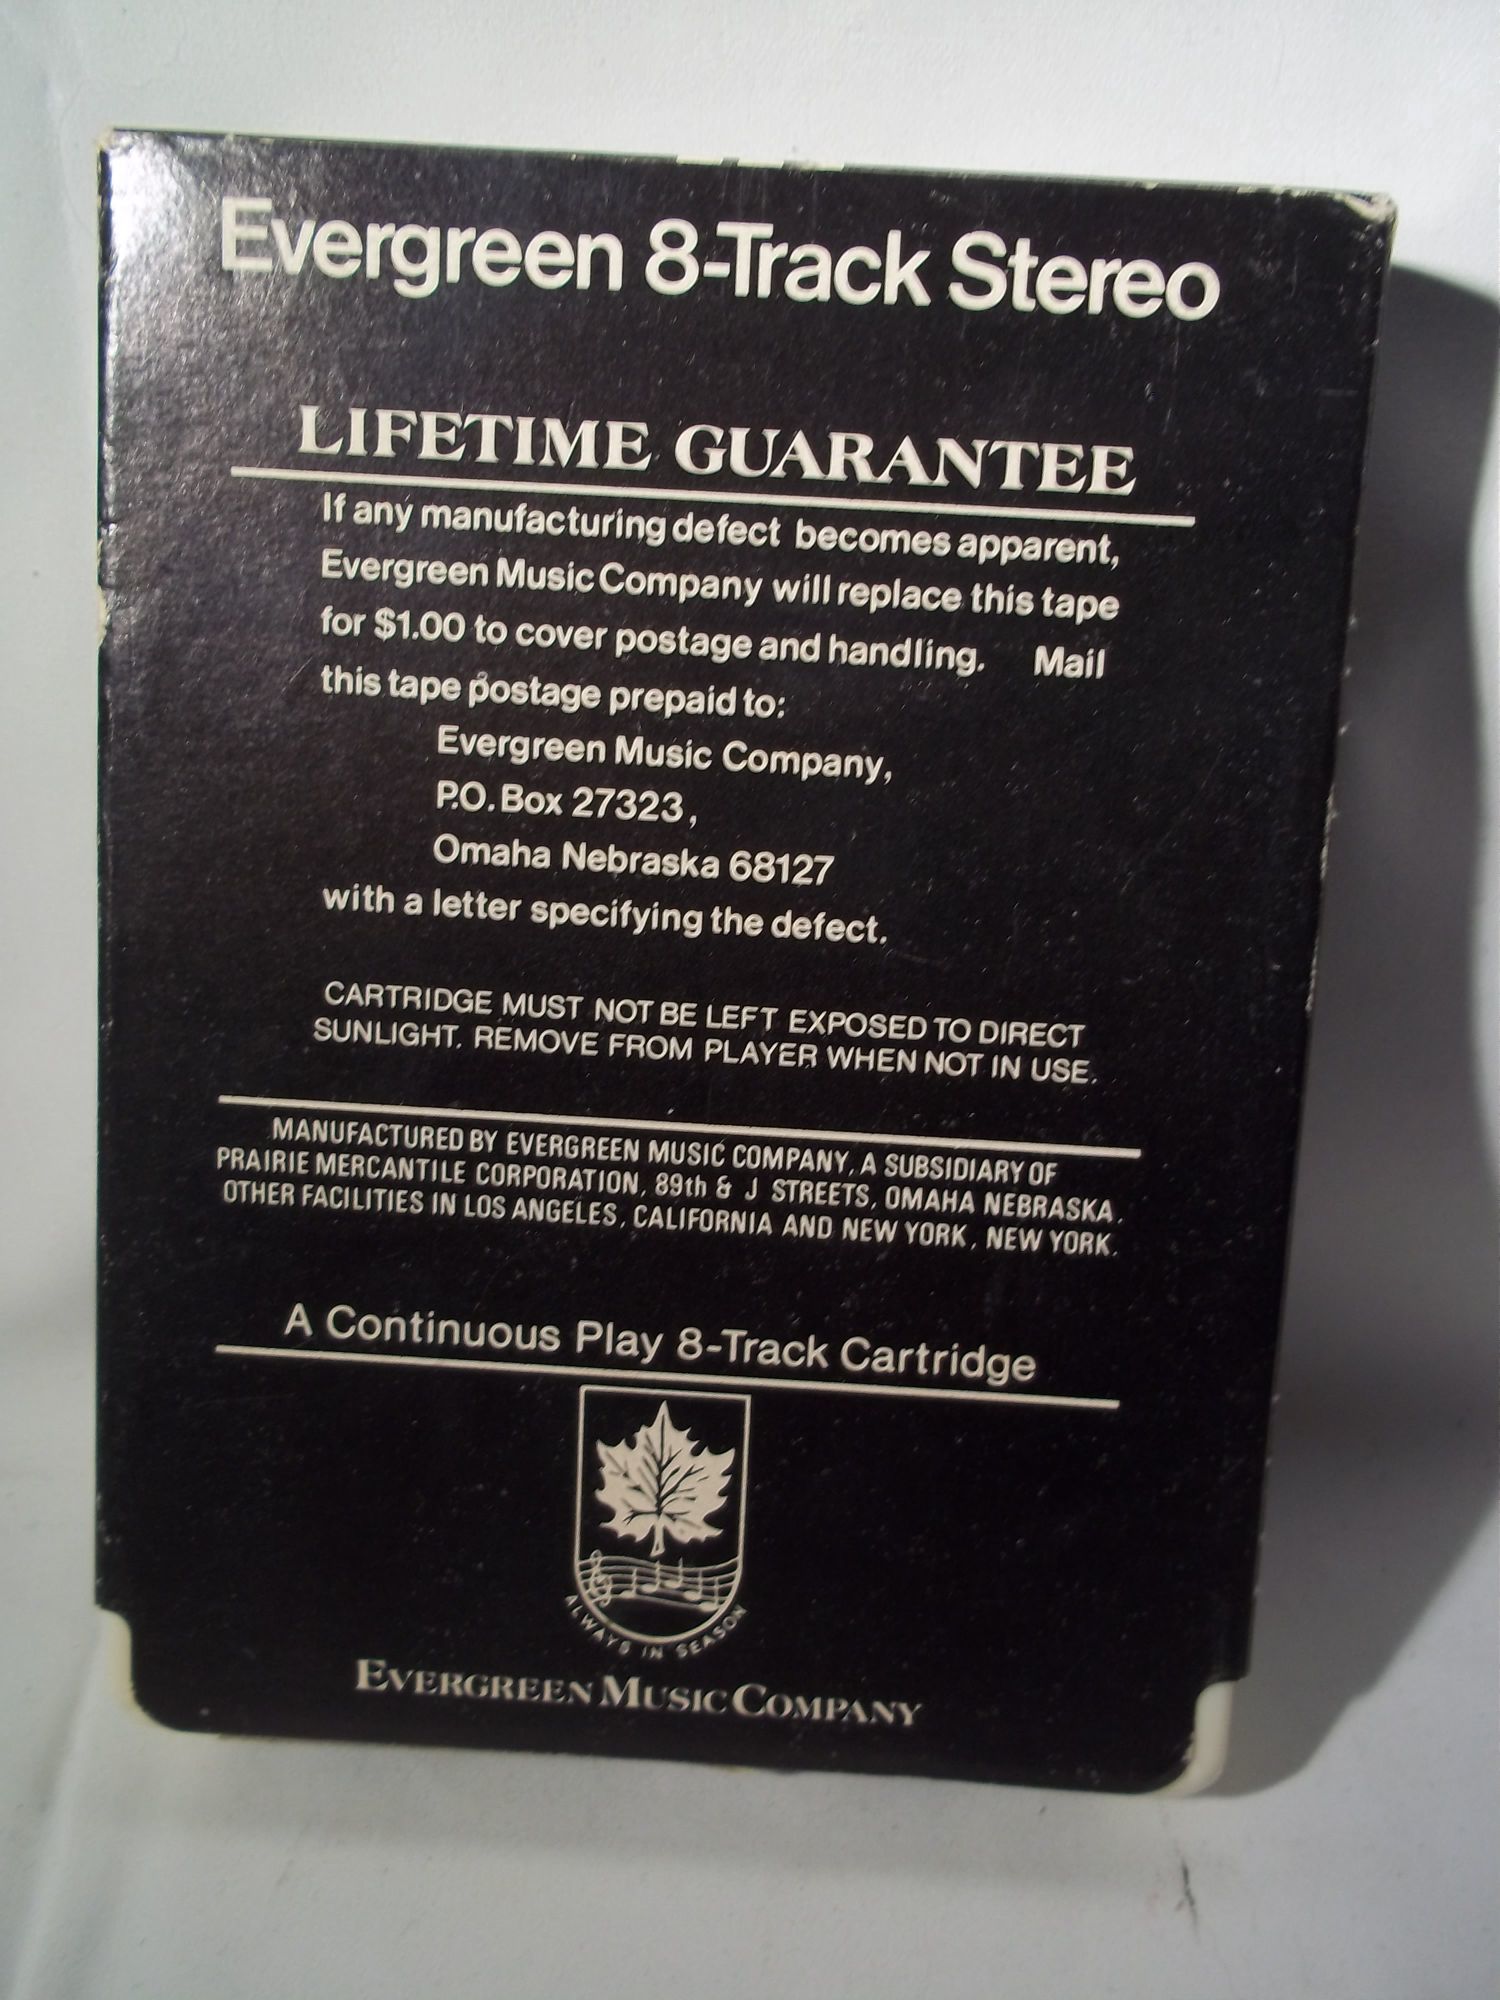 Evergreen 8-Track Stereo
LIFETIME GUARANTEE
If any manufacturing defect becomes apparent,
Evergreen Music Company will replace this tape
for $1.00 to cover postage and handling. Mail
this tape postage prepaid to:
Evergreen Music Company,
P.O. Box 27323,
Omaha Nebraska 68127
with a letter specifying the defect.
CARTRIDGE MUST NOT BE LEFT EXPOSED TO DIRECT
SUNLIGHT. REMOVE FROM PLAYER WHEN NOT IN USE.
MANUFACTURED BY EVERGREEN MUSIC COMPANY, A SUBSIDIARY OF
PRAIRIE MERCANTILE CORPORATION, 89th & J STREETS, OMAHA NEBRASKA.
OTHER FACILITIES IN LOS ANGELES, CALIFORNIA AND NEW YORK, NEW YORK.
A Continuous Play 8-Track Cartridge
ALWAYS IN SEASON
EVERGREEN MUSIC COMPANY